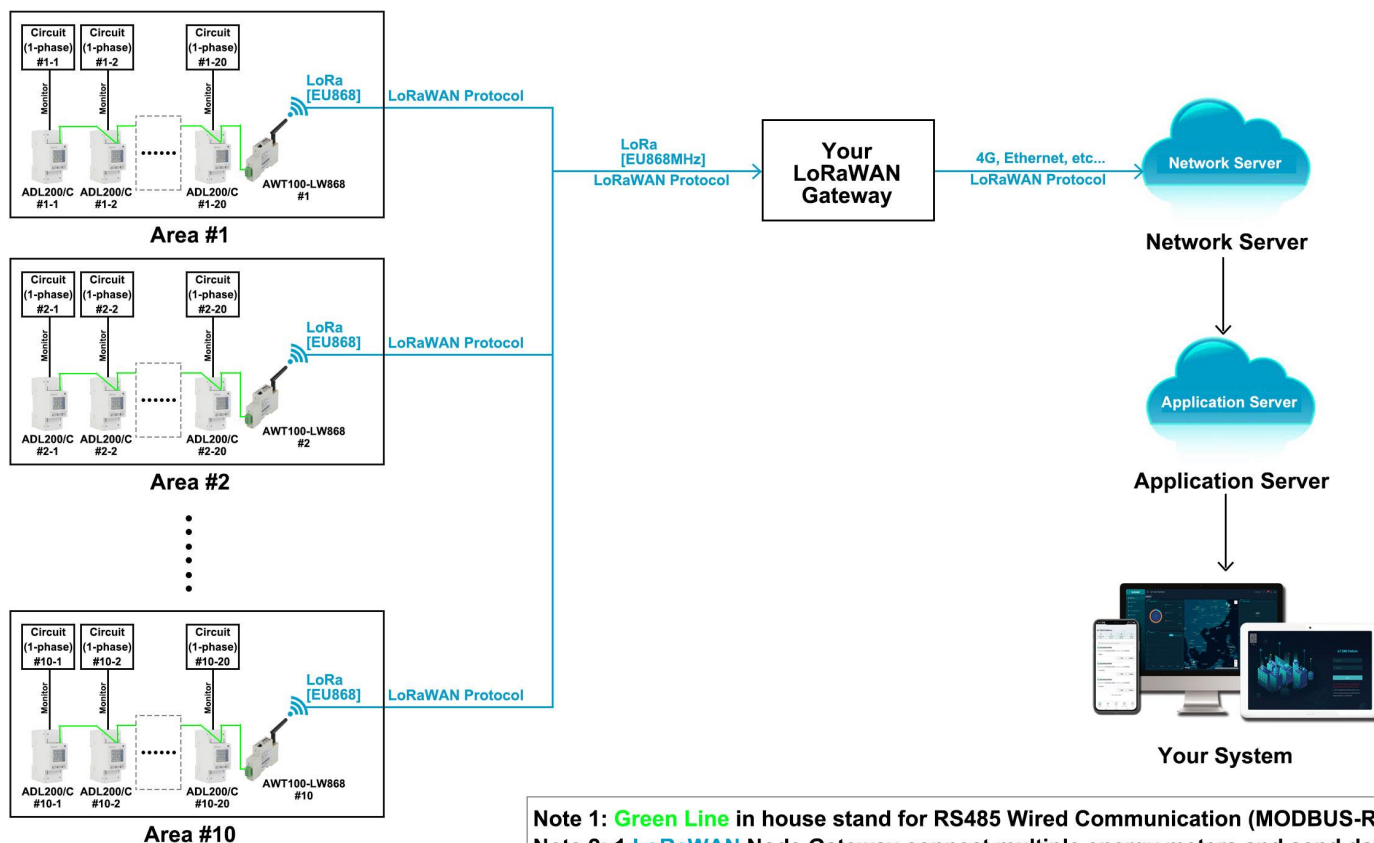 Circuit
(1-phase)
#1-1
Circuit
(1-phase)
#1-2
Circuit
(1-phase)
#1-20
Monitor
Monitor
Monitor
LoRa
[EU868]
LoRaWAN Protocol
ADL200/C
#1-1
ADL200/C
#1-2
ADL200/C
#1-20
AWT100-LW868
#1
Area #1
Circuit
(1-phase)
#2-1
Circuit
(1-phase)
#2-2
Circuit
(1-phase)
#2-20
Monitor
Monitor
Monitor
LoRa
[EU868]
LoRaWAN Protocol
ADL200/C
#2-1
ADL200/C
#2-2
ADL200/C
#2-20
AWT100-LW868
#2
Area #2
Circuit
(1-phase)
#10-1
Circuit
(1-phase)
#10-2
Circuit
(1-phase)
#10-20
Monitor
Monitor
Monitor
LoRa
[EU868]
LoRaWAN Protocol
ADL200/C
#10-1
ADL200/C
#10-2
ADL200/C
#10-20
AWT100-LW868
#10
Area #10
LoRa
[EU868MHz]
LoRaWAN Protocol
Your
LoRaWAN
Gateway
4G, Ethernet, etc...
LoRaWAN Protocol
Network Server
Network Server
Application Server
Application Server
Your System
Note 1: Green Line in house stand for RS485 Wired Communication (MODBUS-R